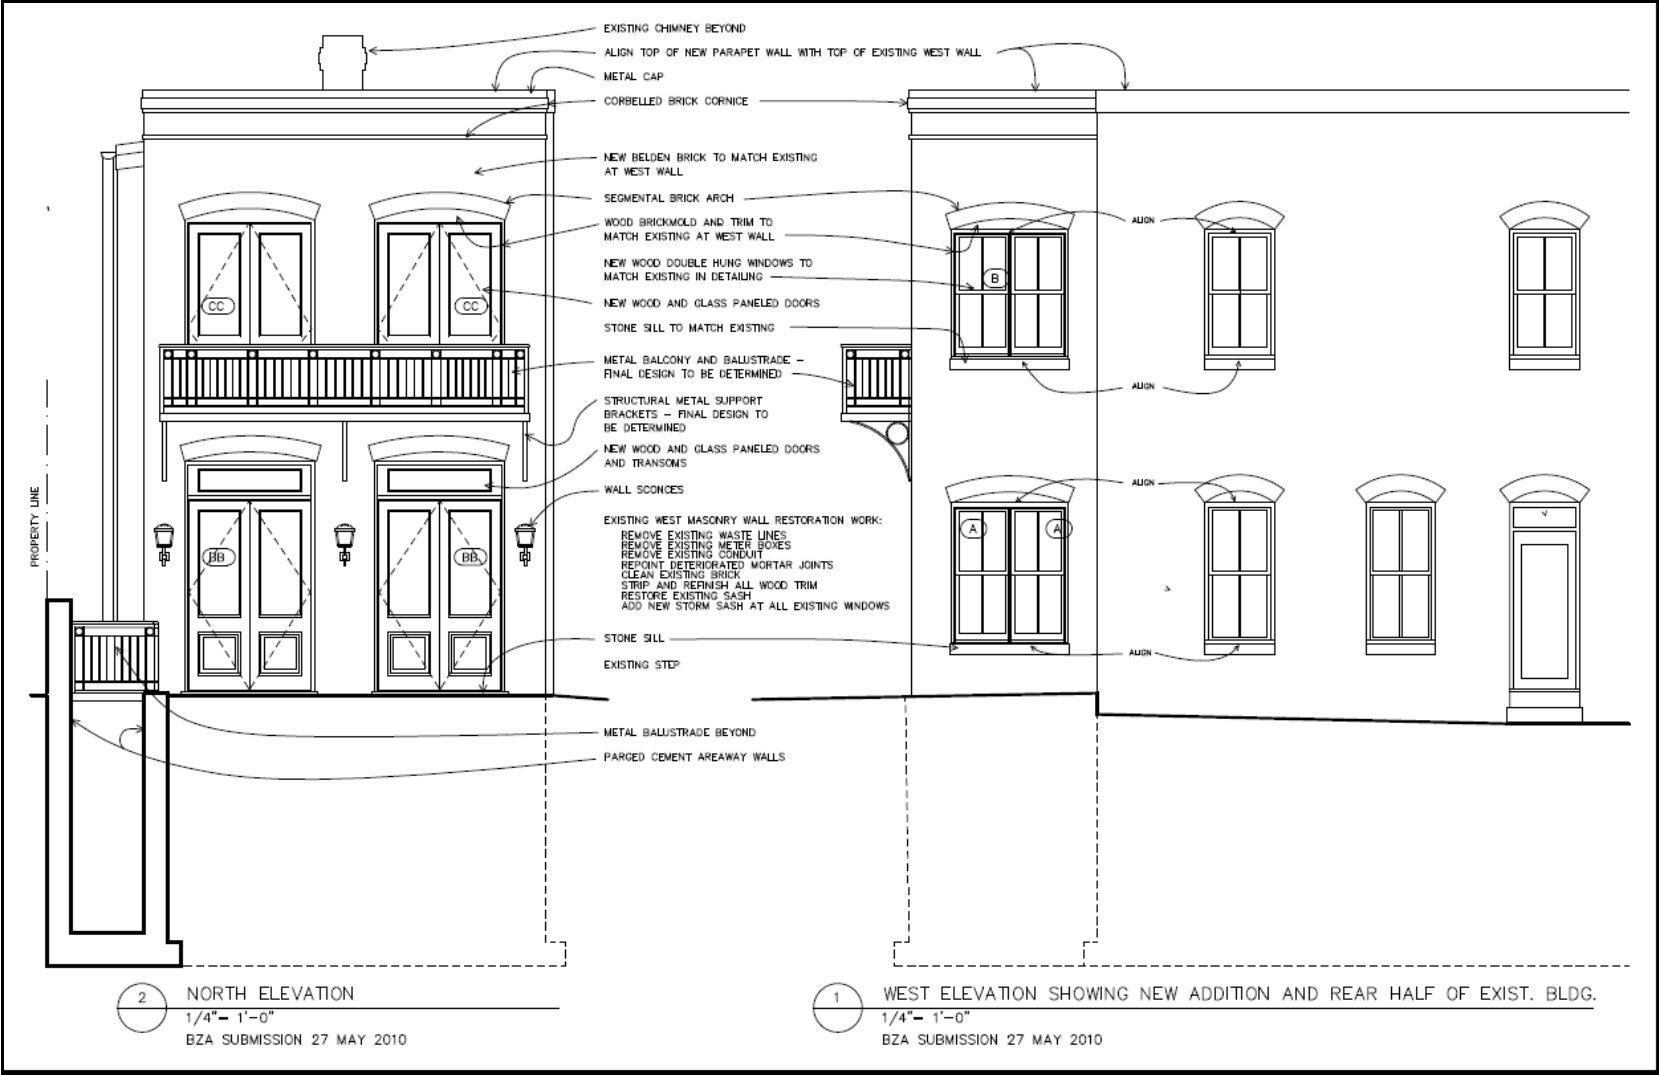 EXISTING CHIMNEY BEYOND
ALIGN TOP OF NEW PARAPET WALL WITH TOP OF EXISTING WEST WALL
METAL CAP
CORBELLED BRICK CORNICE
NEW BELDEN BRICK TO MATCH EXISTING
AT WEST WALL
SEGMENTAL BRICK ARCH
WOOD BRICKMOLD AND TRIM TO
MATCH EXISTING AT WEST WALL
NEW WOOD DOUBLE HUNG WINDOWS TO
MATCH EXISTING IN DETAILING
NEW WOOD AND GLASS PANELED DOORS
STONE SILL TO MATCH EXISTING
METAL BALCONY AND BALUSTRADE –
FINAL DESIGN TO BE DETERMINED
STRUCTURAL METAL SUPPORT
BRACKETS – FINAL DESIGN TO
BE DETERMINED
NEW WOOD AND GLASS PANELED DOORS
AND TRANSOMS
WALL SCONCES
EXISTING WEST MASONRY WALL RESTORATION WORK:
REMOVE EXISTING WASTE LINES
REMOVE EXISTING METER BOXES
REMOVE EXISTING CONDUIT
REPOINT DETERIORATED MORTAR JOINTS
CLEAN EXISTING BRICK
STRIP AND REFINISH ALL WOOD TRIM
RESTORE EXISTING SASH
ADD NEW STORM SASH AT ALL EXISTING WINDOWS
STONE SILL
EXISTING STEP
METAL BALUSTRADE BEYOND
PARGED CEMENT AREAWAY WALLS
CC
CC
BB
BB
PROPERTY LINE
B
A
A
ALIGN
ALIGN
ALIGN
ALIGN
2
NORTH ELEVATION
1/4"– 1'–0"
BZA SUBMISSION 27 MAY 2010
1
WEST ELEVATION SHOWING NEW ADDITION AND REAR HALF OF EXIST. BLDG.
1/4"– 1'–0"
BZA SUBMISSION 27 MAY 2010